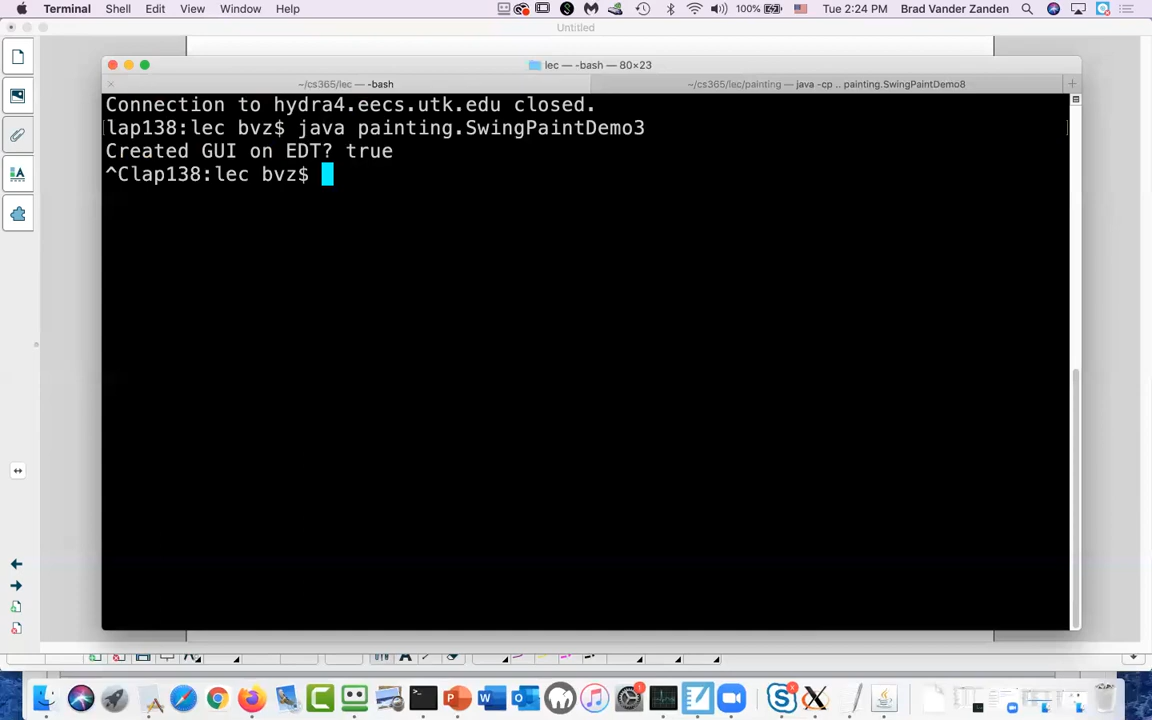 Terminal Shell Edit View Window Help 100% Tue 2:24 PM Brad Vander Zanden
Untitled
lec — -bash — 80×23
~/cs365/lec — -bash ~/cs365/lec/painting — java -cp .. painting.SwingPaintDemo8
Connection to hydra4.eecs.utk.edu closed.
lap138:lec bvz$ java painting.SwingPaintDemo3
Created GUI on EDT? true
^Clap138:lec bvz$